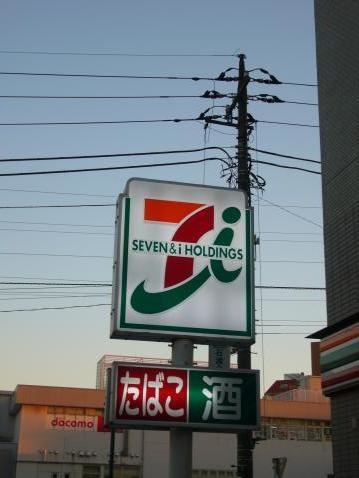 SEVEN & i HOLDINGS
たばこ 酒
docomo